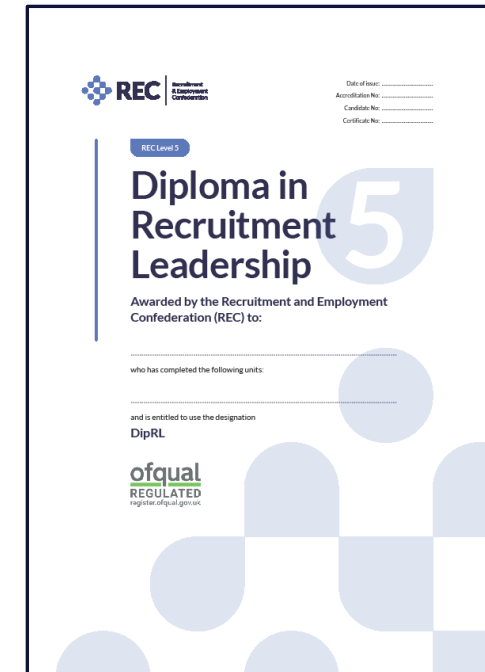 REC
Recruitment
& Employment
Confederation
Date of issue: ............................
Accreditation No: ............................
Candidate No: ............................
Certificate No: ............................
REC Level 5
5
Diploma in
Recruitment
Leadership
Awarded by the Recruitment and Employment
Confederation (REC) to:
who has completed the following units:
and is entitled to use the designation
DipRL
ofqual
REGULATED
register.ofqual.gov.uk